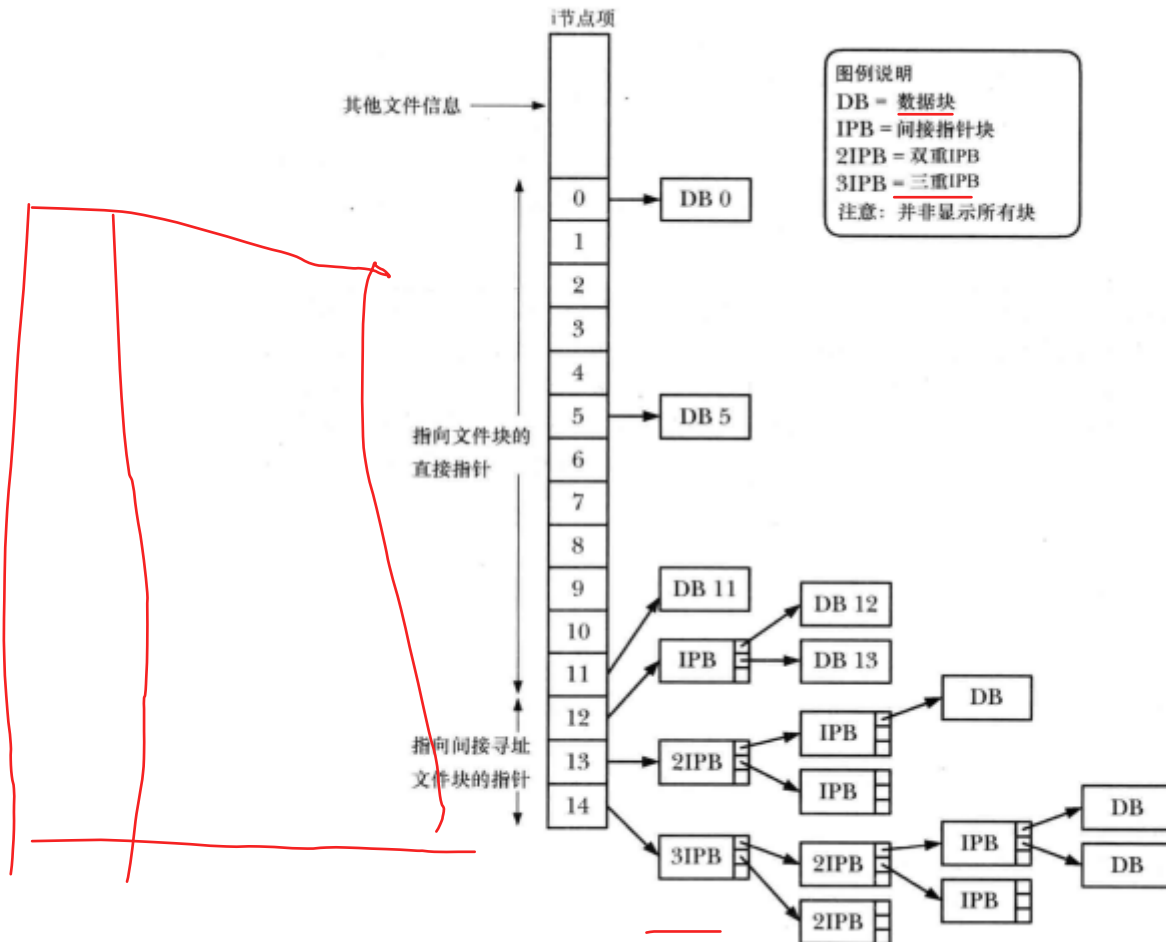 i节点项
图例说明
DB = 数据块
IPB = 间接指针块
2IPB = 双重IPB
3IPB = 三重IPB
注意: 并非显示所有块
其他文件信息
0
DB 0
1
2
3
4
5
DB 5
指向文件块的
直接指针
6
7
8
9
10
11
DB 11
12
IPB
DB 12
DB 13
指向间接寻址
文件块的指针
13
2IPB
IPB
DB
IPB
14
3IPB
2IPB
IPB
DB
DB
IPB
2IPB